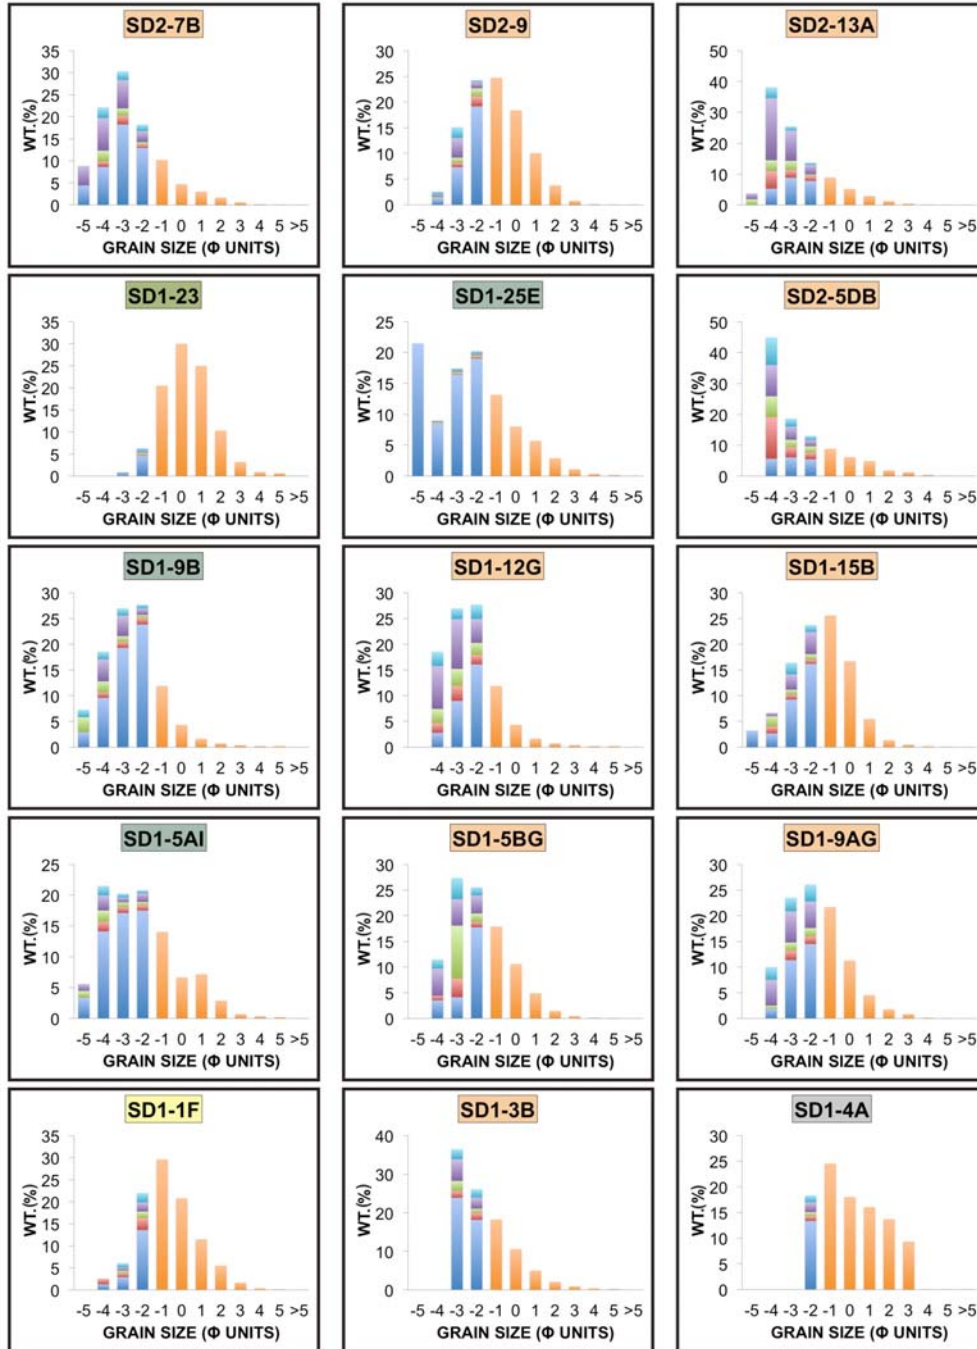 SD2-7B
WT.(%)
35
30
25
20
15
10
5
0
-5 -4 -3 -2 -1 0 1 2 3 4 5 >5
GRAIN SIZE (Φ UNITS)
SD2-9
WT.(%)
30
25
20
15
10
5
0
-5 -4 -3 -2 -1 0 1 2 3 4 5 >5
GRAIN SIZE (Φ UNITS)
SD2-13A
WT.(%)
50
40
30
20
10
0
-5 -4 -3 -2 -1 0 1 2 3 4 5 >5
GRAIN SIZE (Φ UNITS)
SD1-23
WT.(%)
35
30
25
20
15
10
5
0
-5 -4 -3 -2 -1 0 1 2 3 4 5 >5
GRAIN SIZE (Φ UNITS)
SD1-25E
WT.(%)
25
20
15
10
5
0
-5 -4 -3 -2 -1 0 1 2 3 4 5 >5
GRAIN SIZE (Φ UNITS)
SD2-5DB
WT.(%)
50
40
30
20
10
0
-5 -4 -3 -2 -1 0 1 2 3 4 5 >5
GRAIN SIZE (Φ UNITS)
SD1-9B
WT.(%)
30
25
20
15
10
5
0
-5 -4 -3 -2 -1 0 1 2 3 4 5 >5
GRAIN SIZE (Φ UNITS)
SD1-12G
WT.(%)
30
25
20
15
10
5
0
-5 -4 -3 -2 -1 0 1 2 3 4 5 >5
GRAIN SIZE (Φ UNITS)
SD1-15B
WT.(%)
30
25
20
15
10
5
0
-5 -4 -3 -2 -1 0 1 2 3 4 5 >5
GRAIN SIZE (Φ UNITS)
SD1-5AI
WT.(%)
25
20
15
10
5
0
-5 -4 -3 -2 -1 0 1 2 3 4 5 >5
GRAIN SIZE (Φ UNITS)
SD1-5BG
WT.(%)
30
25
20
15
10
5
0
-5 -4 -3 -2 -1 0 1 2 3 4 5 >5
GRAIN SIZE (Φ UNITS)
SD1-9AG
WT.(%)
30
25
20
15
10
5
0
-5 -4 -3 -2 -1 0 1 2 3 4 5 >5
GRAIN SIZE (Φ UNITS)
SD1-1F
WT.(%)
35
30
25
20
15
10
5
0
-5 -4 -3 -2 -1 0 1 2 3 4 5 >5
GRAIN SIZE (Φ UNITS)
SD1-3B
WT.(%)
40
30
20
10
0
-5 -4 -3 -2 -1 0 1 2 3 4 5 >5
GRAIN SIZE (Φ UNITS)
SD1-4A
WT.(%)
30
25
20
15
10
5
0
-5 -4 -3 -2 -1 0 1 2 3 4 5 >5
GRAIN SIZE (Φ UNITS)